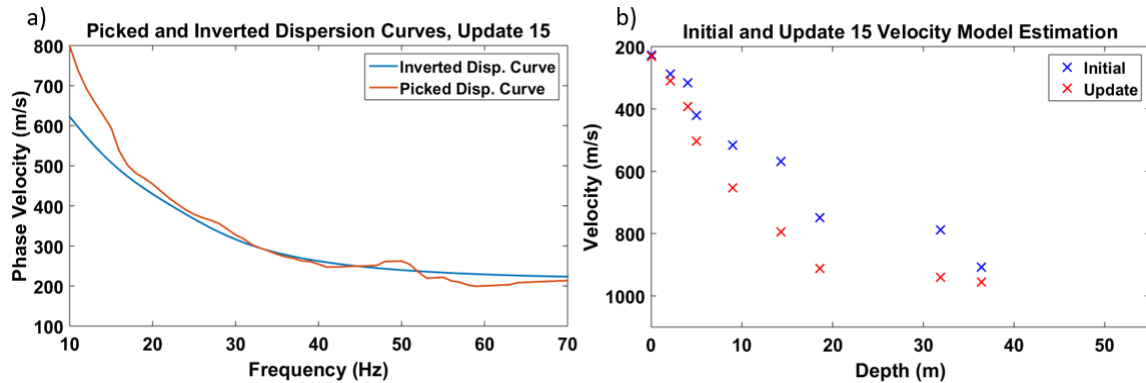 a)
Picked and Inverted Dispersion Curves, Update 15
800
700
600
500
400
300
200
100
Phase Velocity (m/s)
Inverted Disp. Curve
Picked Disp. Curve
10 20 30 40 50 60 70
Frequency (Hz)
b)
Initial and Update 15 Velocity Model Estimation
200
400
600
800
1000
Velocity (m/s)
Initial
Update
0 10 20 30 40 50
Depth (m)